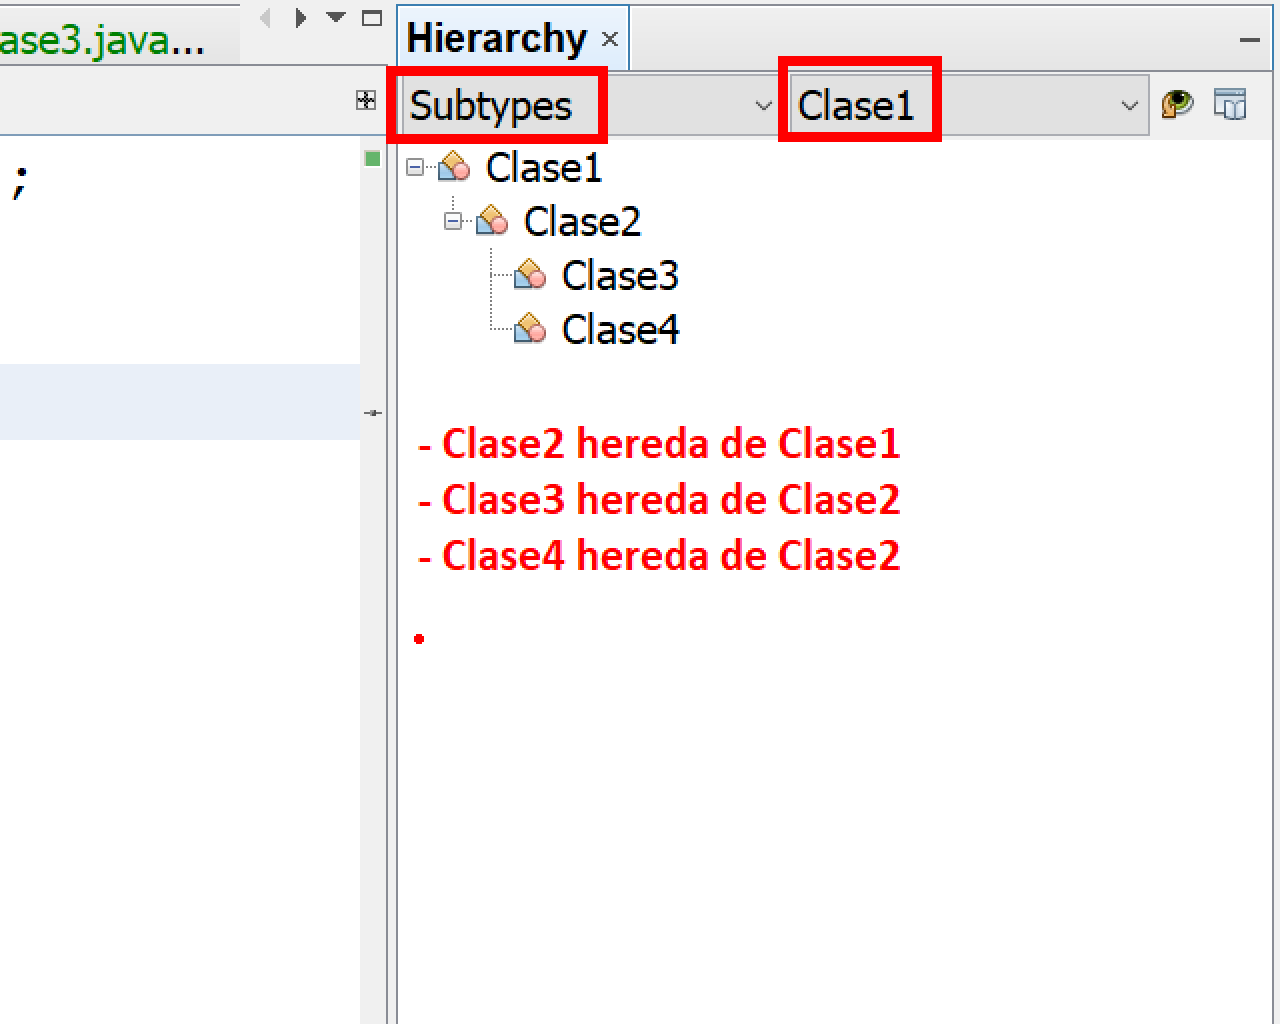 ase3.java...
Hierarchy
Subtypes
Clase1
;
Clase1
Clase2
Clase3
Clase4
- Clase2 hereda de Clase1
- Clase3 hereda de Clase2
- Clase4 hereda de Clase2